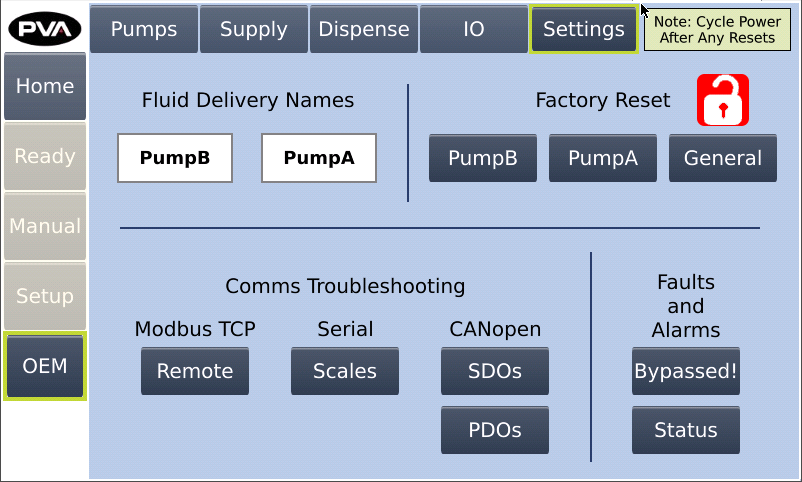 PVA
Pumps
Supply
Dispense
IO
Settings
Note: Cycle Power
After Any Resets
Home
Ready
Manual
Setup
OEM
Fluid Delivery Names
PumpB
PumpA
Factory Reset
PumpB
PumpA
General
Comms Troubleshooting
Modbus TCP
Remote
Serial
Scales
CANopen
SDOs
PDOs
Faults
and
Alarms
Bypassed!
Status